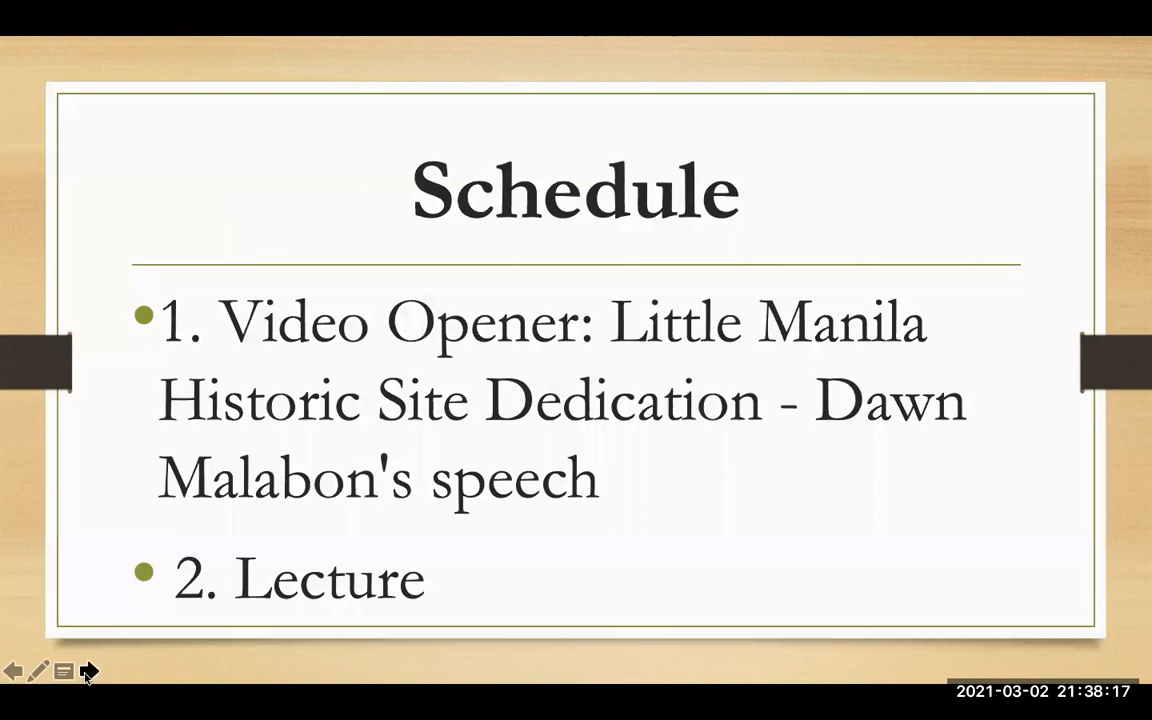 Schedule
•1. Video Opener: Little Manila
Historic Site Dedication - Dawn
Malabon's speech
• 2. Lecture
2021-03-02 21:38:17